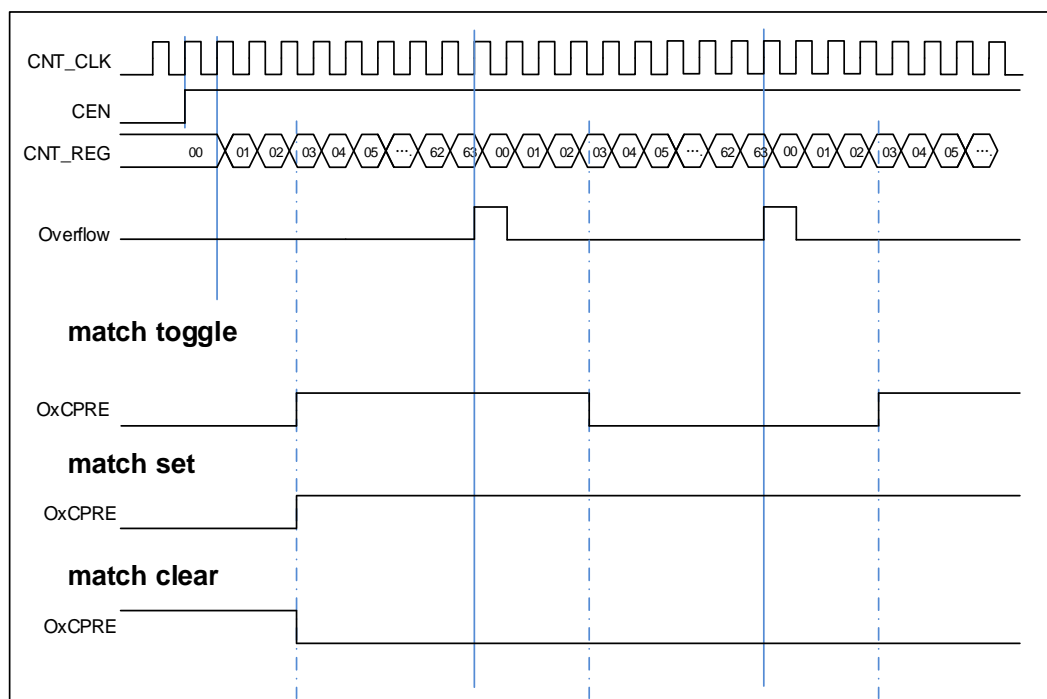 CNT_CLK
CEN
CNT_REG 00 01 02 03 04 05 …. 62 63 00 01 02 03 04 05 …. 62 63 00 01 02 03 04 05 ….
Overflow
match toggle
OxCPRE
match set
OxCPRE
match clear
OxCPRE